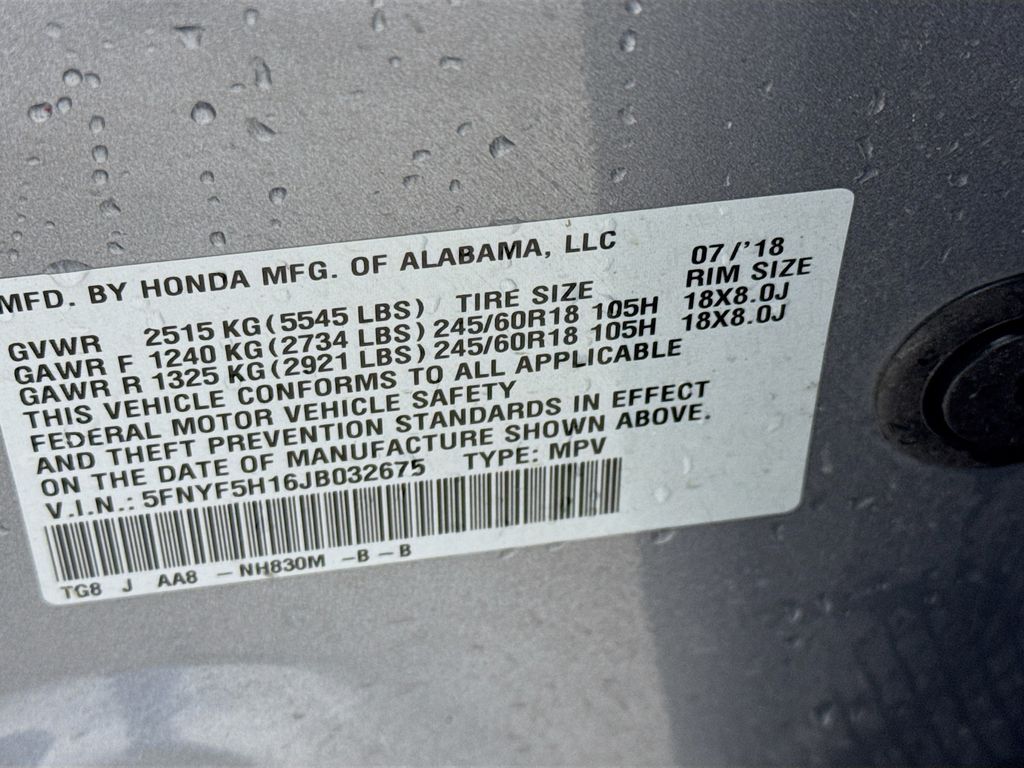 MFD. BY HONDA MFG. OF ALABAMA, LLC 07/'18
GVWR 2515 KG (5545 LBS) TIRE SIZE RIM SIZE
GAWR F 1240 KG (2734 LBS) 245/60R18 105H 18X8.0J
GAWR R 1325 KG (2921 LBS) 245/60R18 105H 18X8.0J
THIS VEHICLE CONFORMS TO ALL APPLICABLE
FEDERAL MOTOR VEHICLE SAFETY
AND THEFT PREVENTION STANDARDS IN EFFECT
ON THE DATE OF MANUFACTURE SHOWN ABOVE.
V.I.N.: 5FNYF5H16JB032675 TYPE: MPV
TG8 J AA8 – NH830M – B – B